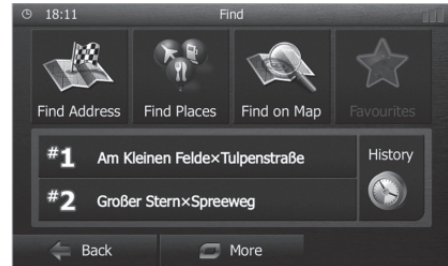 18:11 Find
Find Address Find Places Find on Map Favourites
#1 Am Kleinen Felde×Tulpenstraße History
#2 Großer Stern×Spreeweg
Back More